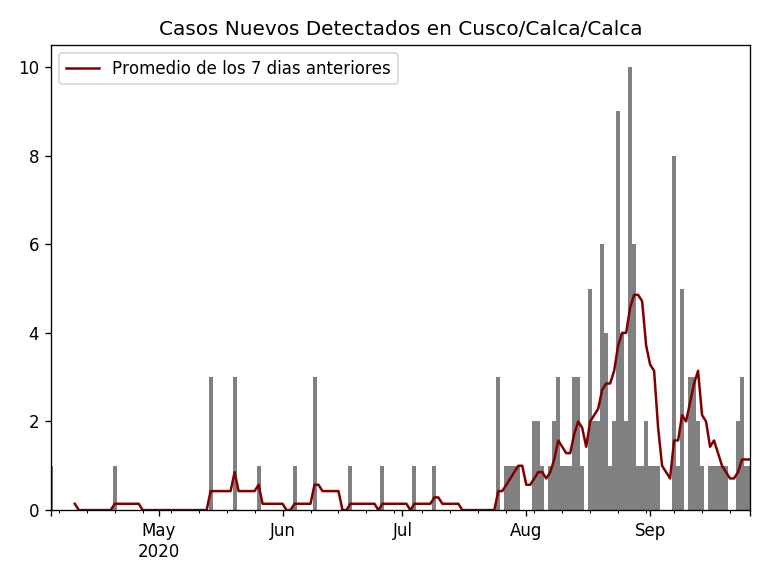 Casos Nuevos Detectados en Cusco/Calca/Calca
Promedio de los 7 dias anteriores
10
8
6
4
2
0
May Jun Jul Aug Sep
2020